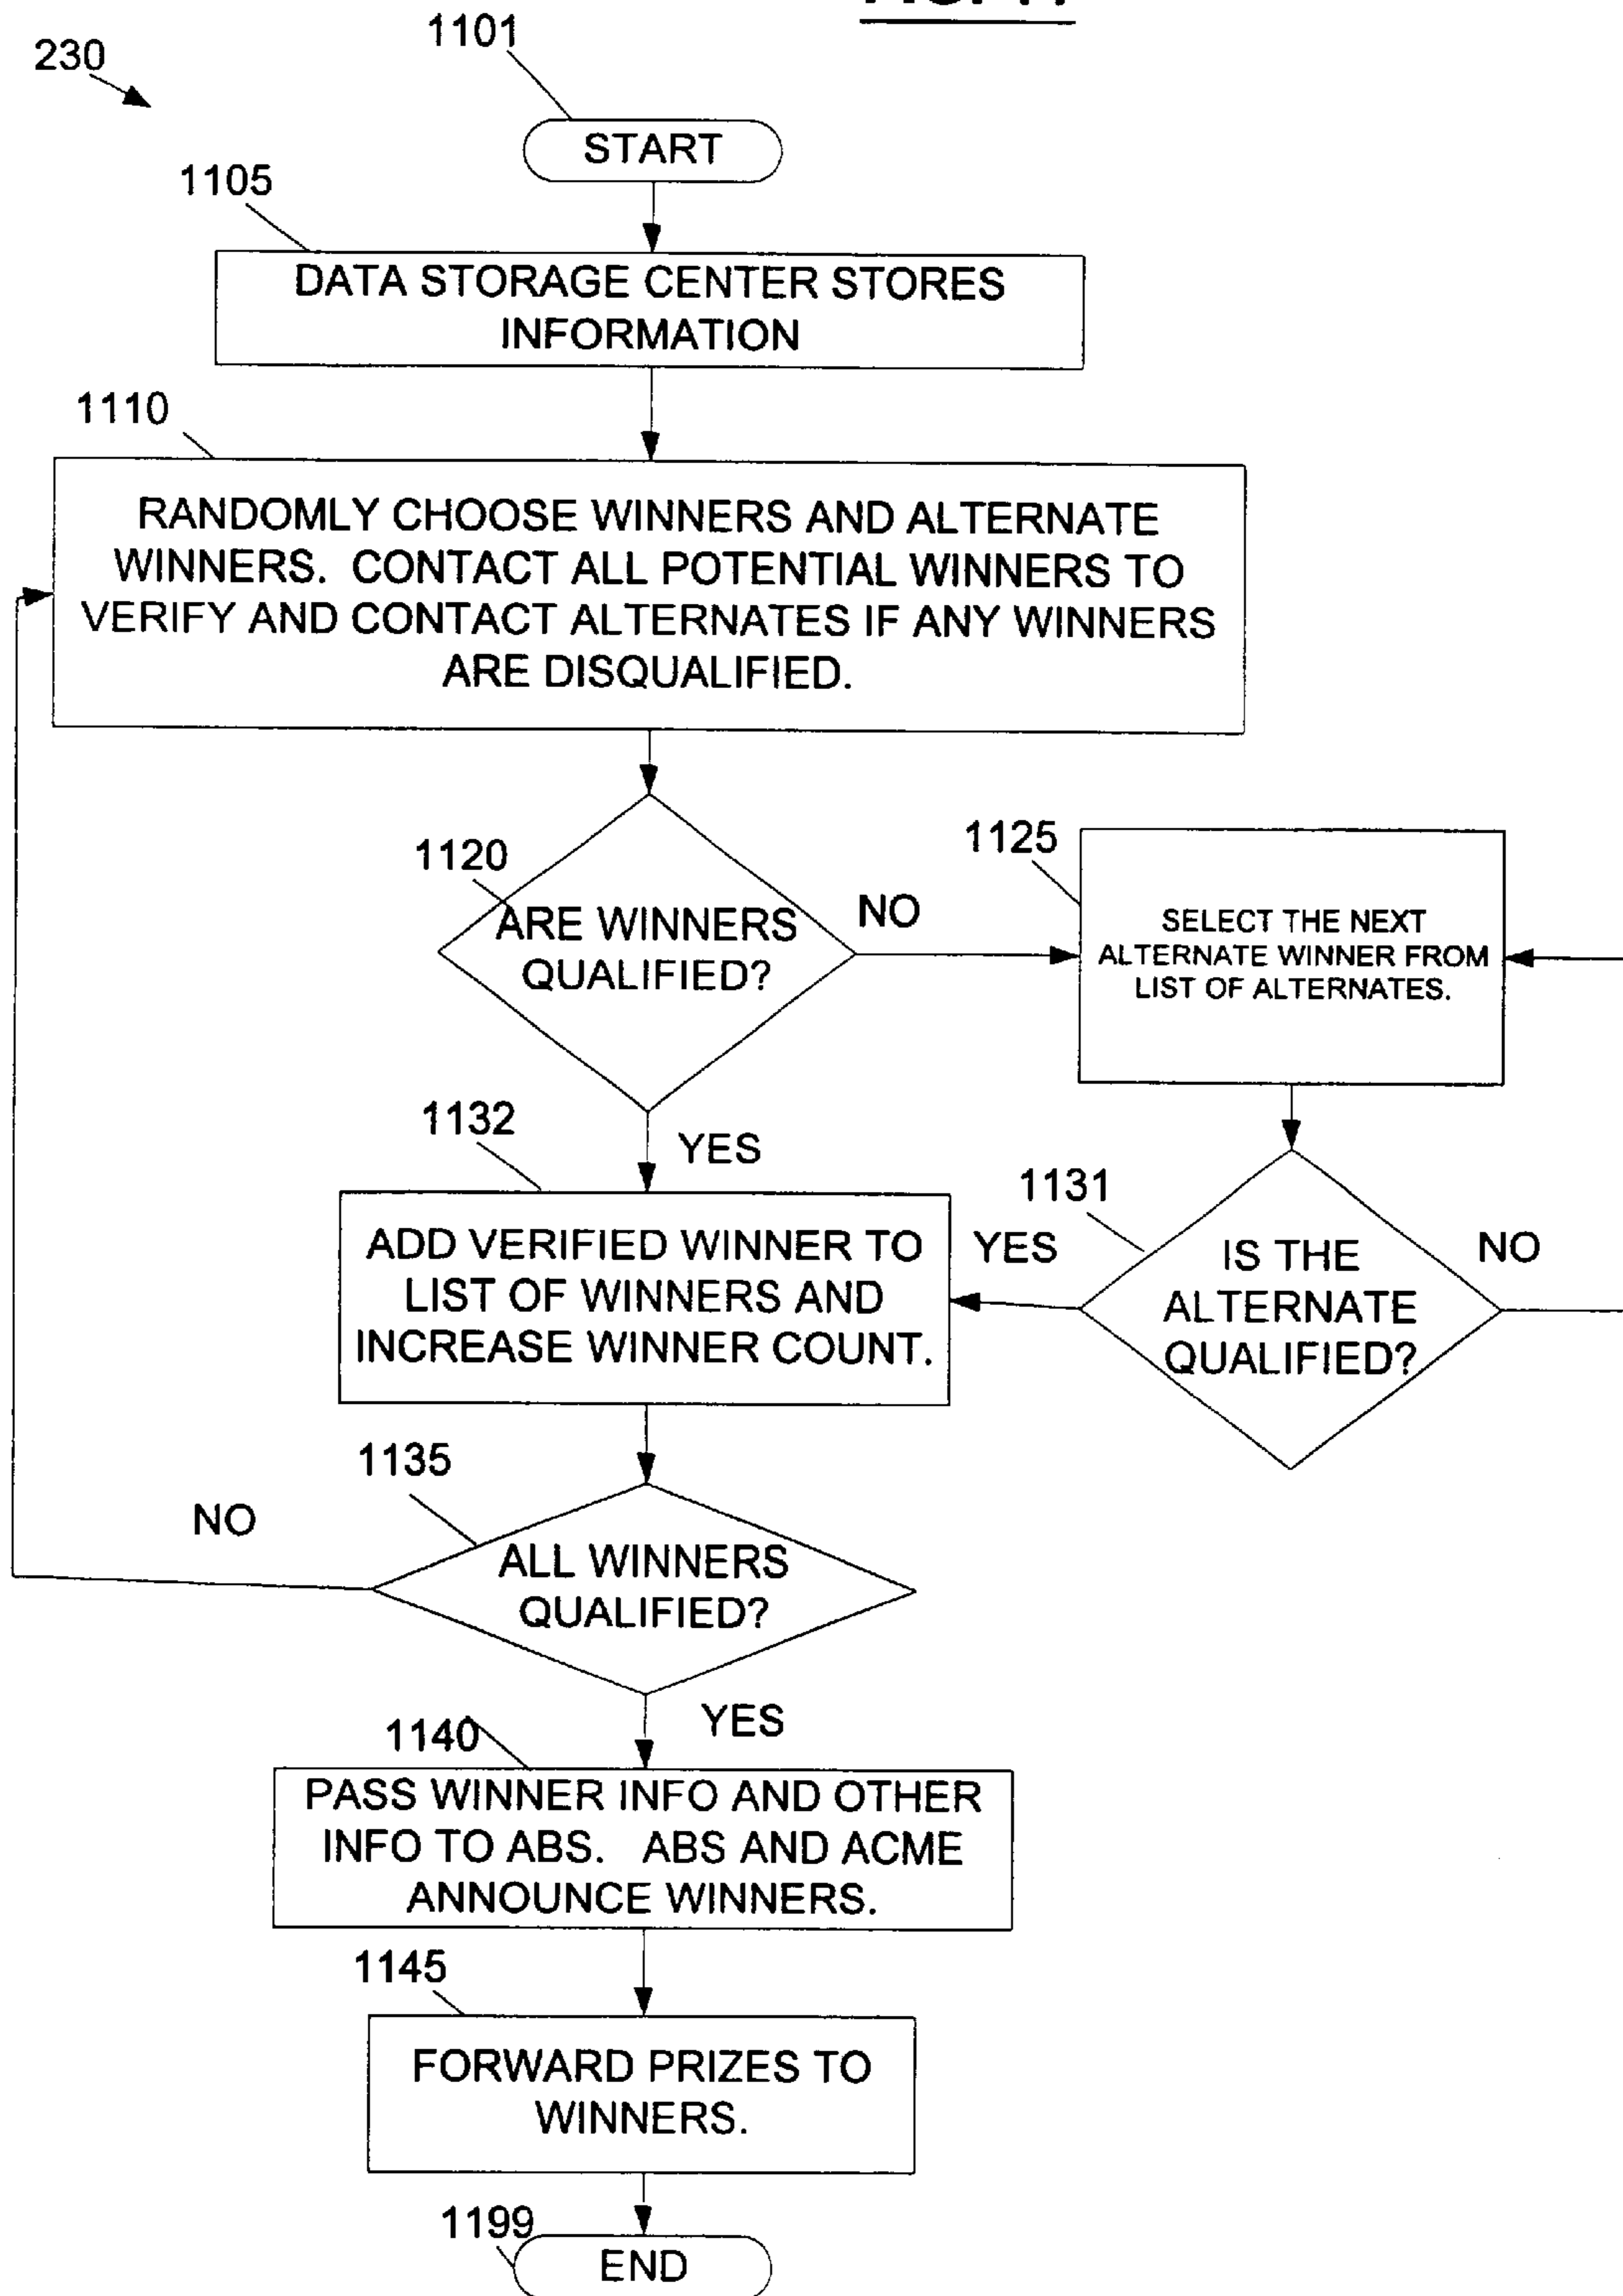 230
1101
START
1105
DATA STORAGE CENTER STORES
INFORMATION
1110
RANDOMLY CHOOSE WINNERS AND ALTERNATE
WINNERS. CONTACT ALL POTENTIAL WINNERS TO
VERIFY AND CONTACT ALTERNATES IF ANY WINNERS
ARE DISQUALIFIED.
1120
ARE WINNERS
QUALIFIED?
NO
1125
SELECT THE NEXT
ALTERNATE WINNER FROM
LIST OF ALTERNATES.
YES
1132
ADD VERIFIED WINNER TO
LIST OF WINNERS AND
INCREASE WINNER COUNT.
YES
1131
IS THE
ALTERNATE
QUALIFIED?
NO
1135
NO
ALL WINNERS
QUALIFIED?
YES
1140
PASS WINNER INFO AND OTHER
INFO TO ABS. ABS AND ACME
ANNOUNCE WINNERS.
1145
FORWARD PRIZES TO
WINNERS.
1199
END